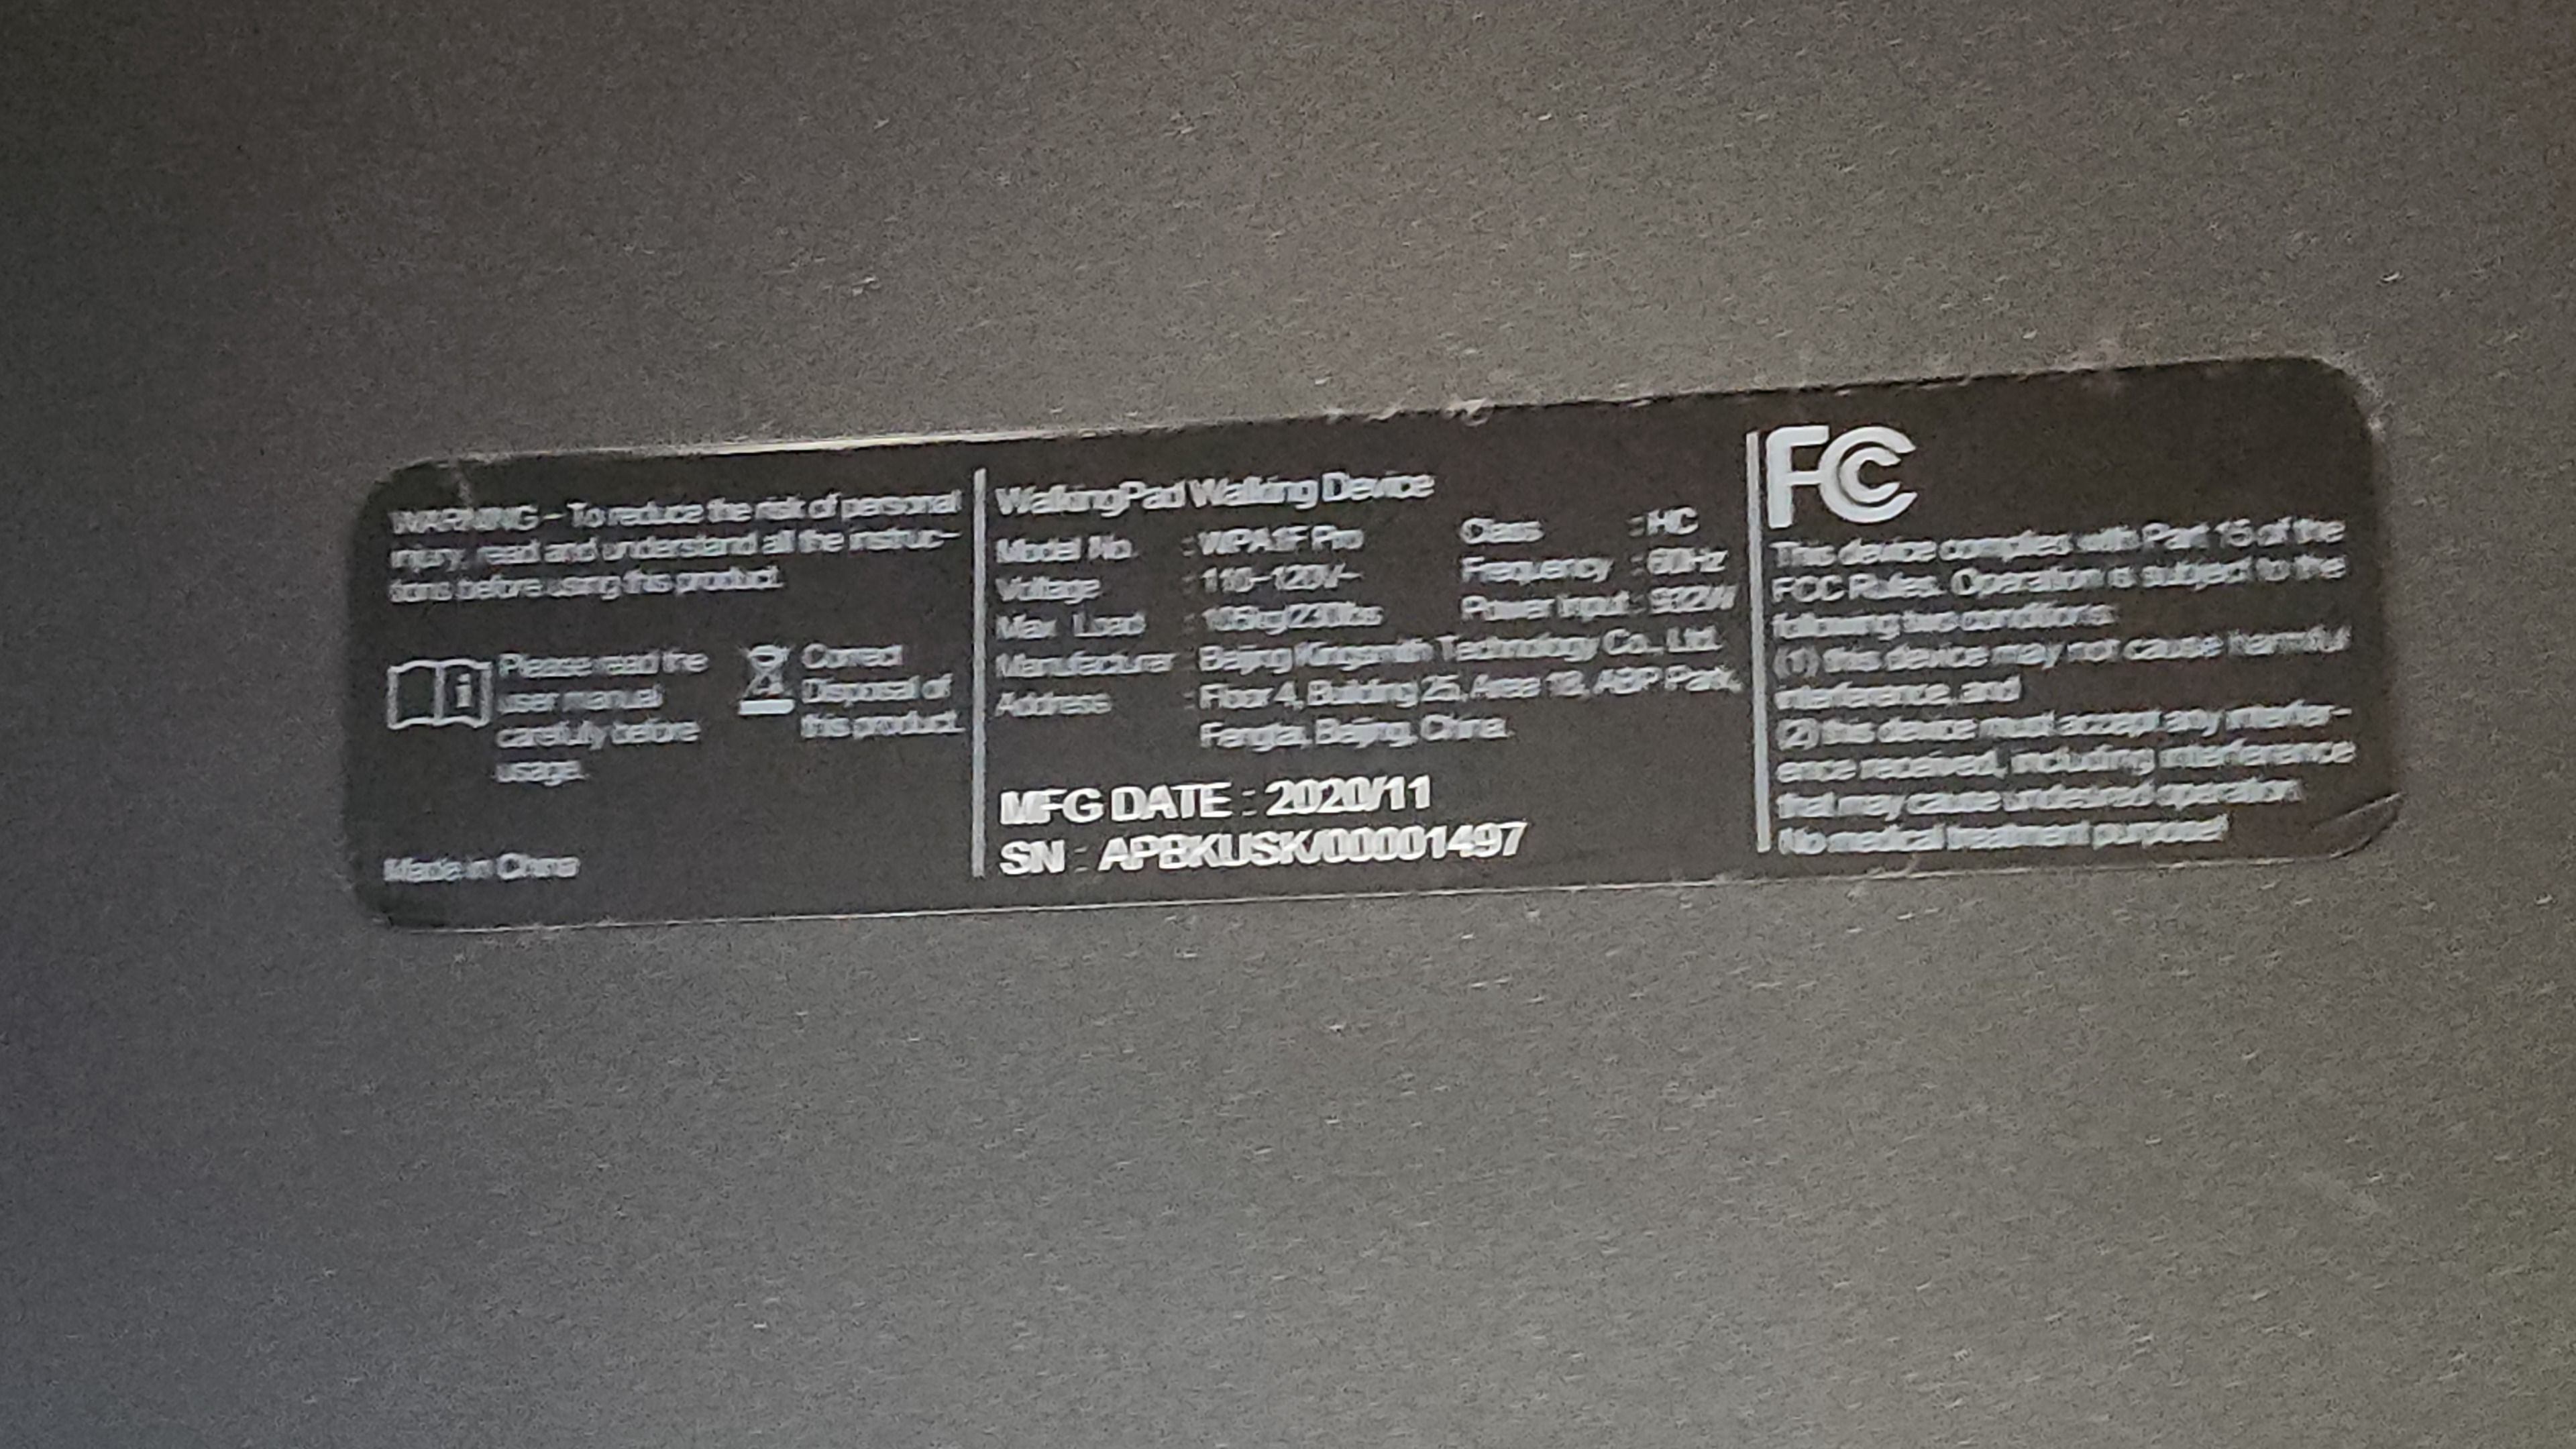 WARNING – To reduce the risk of personal
injury, read and understand all the instruc-
tions before using this product.
Please read the
user manual
carefully before
usage.
Correct
Disposal of
this product.
Made in China
WalkingPad Walking Device
Model No. : WPA1F Pro
Voltage : 110-120V~
Max Load : 105kg/230lbs
Class : HC
Frequency : 60Hz
Power Input : 932W
Manufacturer : Beijing Kingsmith Technology Co., Ltd.
Address : Floor 4, Building 25, Area 18, ABP Park,
Fengtai, Beijing, China.
MFG DATE : 2020/11
SN :
FC
This device complies with Part 15 of the
FCC Rules. Operation is subject to the
following two conditions:
(1) this device may not cause harmful
interference, and
(2) this device must accept any interfer-
ence received, including interference
that may cause undesired operation.
No medical treatment purpose!